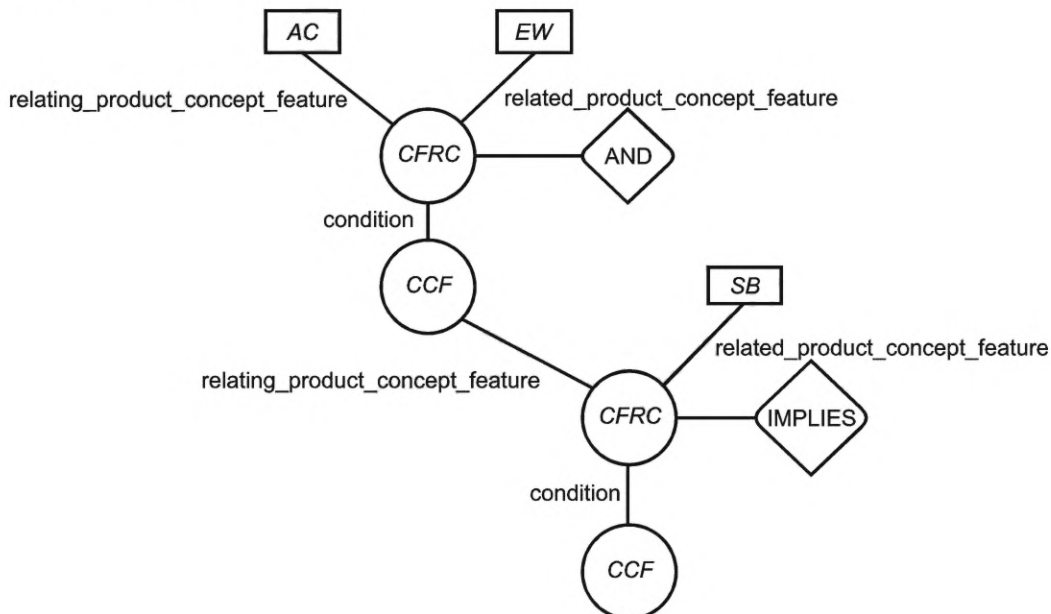 AC
EW
relating_product_concept_feature
related_product_concept_feature
CFRC
AND
condition
CCF
SB
related_product_concept_feature
relating_product_concept_feature
CFRC
IMPLIES
condition
CCF